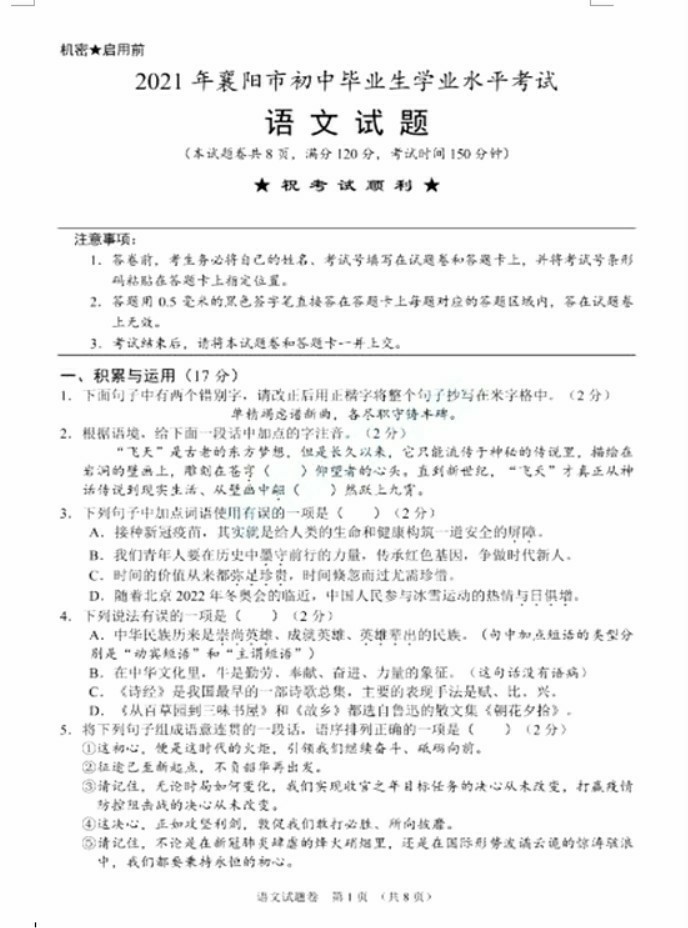 机密★启用前
2021 年襄阳市初中毕业生学业水平考试
语 文 试 题
(本试题卷共 8 页，满分 120 分，考试时间 150 分钟)
★ 祝 考 试 顺 利 ★
注意事项：
1. 答卷前，考生务必将自己的姓名、考试号填写在试题卷和答题卡上，并将考试号条形
码粘贴在答题卡上指定位置。
2. 答题用 0.5 毫米的黑色签字笔直接答在答题卡上每题对应的答题区域内，答在试题卷
上无效。
3. 考试结束后，请将本试题卷和答题卡一并上交。
一、积累与运用（17 分）
1. 下面句子中有两个错别字，请改正后用正楷字将整个句子抄写在米字格中。（2 分）
单精竭虑谱新曲，各尽职守铸丰碑。
2. 根据语境，给下面一段话中加点的字注音。（2 分）
“飞天”是古老的东方梦想，但是长久以来，它只能流传于神秘的传说里，描绘在
岩洞的壁画上，雕刻在苍穹（ ）仰望者的心头。直到新世纪，“飞天”才真正从神
话传说到现实生活、从壁画中翩（ ）然跃上九霄。
3. 下列句子中加点词语使用有误的一项是（ ）（2 分）
A. 接种新冠疫苗，其实就是给人类的生命和健康构筑一道安全的屏障。
B. 我们青年人要在历史中墨守前行的力量，传承红色基因，争做时代新人。
C. 时间的价值从来都弥足珍贵，时间倏忽而过尤需珍惜。
D. 随着北京 2022 年冬奥会的临近，中国人民参与冰雪运动的热情与日俱增。
4. 下列说法有误的一项是（ ）（2 分）
A. 中华民族历来是崇尚英雄、成就英雄、英雄辈出的民族。（句中加点短语的类型分
别是“动宾短语”和“主谓短语”）
B. 在中华文化里，牛是勤劳、奉献、奋进、力量的象征。（这句话没有语病）
C. 《诗经》是我国最早的一部诗歌总集，主要的表现手法是赋、比、兴。
D. 《从百草园到三味书屋》和《故乡》都选自鲁迅的散文集《朝花夕拾》。
5. 将下列句子组成语意连贯的一段话，语序排列正确的一项是（ ）（2 分）
①这初心，便是这时代的火炬，引领我们继续奋斗、砥砺向前。
②征途已至新起点，不负韶华再出发。
③请记住，无论时局如何变化，我们实现收官之年目标任务的决心从未改变，打赢疫情
防控阻击战的决心从未改变。
④这决心，正如攻坚利剑，敦促我们敢打必胜、所向披靡。
⑤请记住，不论是在新冠肺炎肆虐的烽火硝烟里，还是在国际形势波谲云诡的惊涛骇浪
中，我们都要秉持永恒的初心。
语文试题卷 第 1 页 （共 8 页）